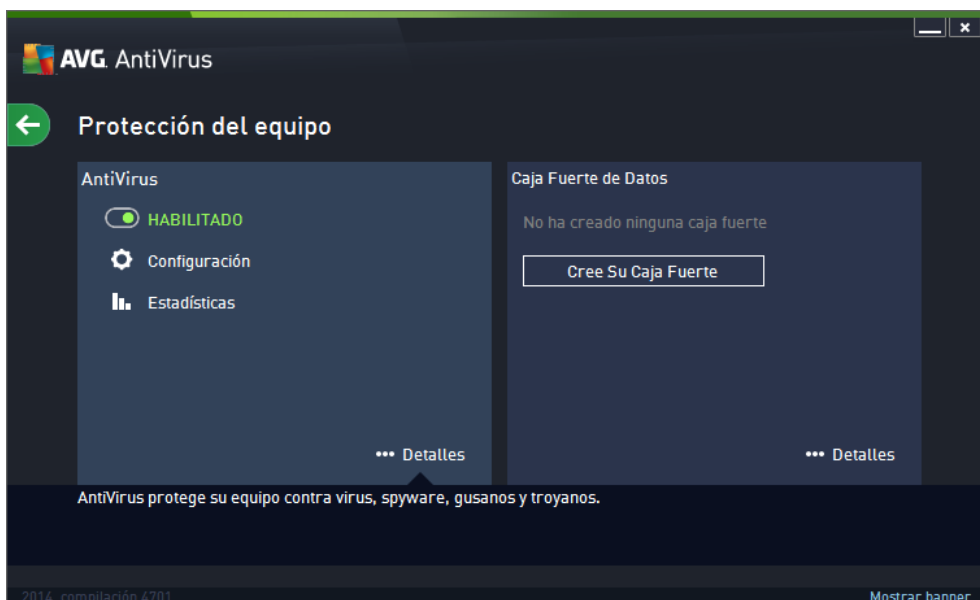 AVG. AntiVirus
Protección del equipo
AntiVirus
HABILITADO
Configuración
Estadísticas
••• Detalles
Caja Fuerte de Datos
No ha creado ninguna caja fuerte
Cree Su Caja Fuerte
••• Detalles
AntiVirus protege su equipo contra virus, spyware, gusanos y troyanos.
2014. compilación 4701
Mostrar banner